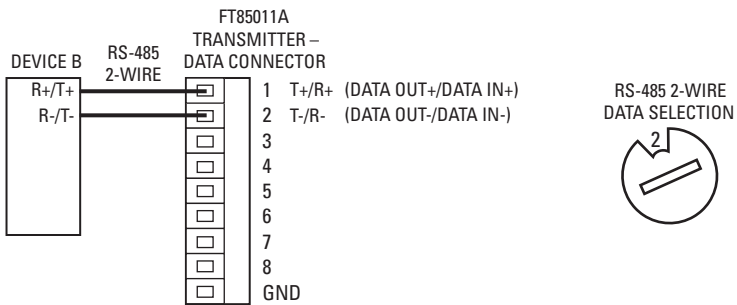 FT85011A
TRANSMITTER –
DATA CONNECTOR
DEVICE B
RS-485
2-WIRE
R+/T+
R-/T-
1 T+/R+ (DATA OUT+/DATA IN+)
2 T-/R- (DATA OUT-/DATA IN-)
3
4
5
6
7
8
GND
RS-485 2-WIRE
DATA SELECTION
2